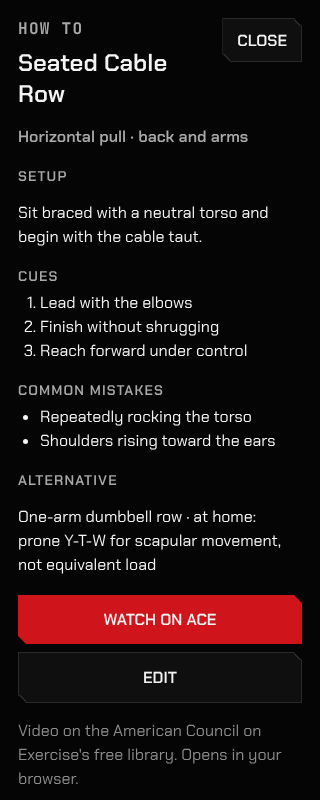 HOW TO
CLOSE
Seated Cable
Row
Horizontal pull · back and arms
SETUP
Sit braced with a neutral torso and
begin with the cable taut.
CUES
1. Lead with the elbows
2. Finish without shrugging
3. Reach forward under control
COMMON MISTAKES
• Repeatedly rocking the torso
• Shoulders rising toward the ears
ALTERNATIVE
One-arm dumbbell row · at home:
prone Y-T-W for scapular movement,
not equivalent load
WATCH ON ACE
EDIT
Video on the American Council on
Exercise's free library. Opens in your
browser.